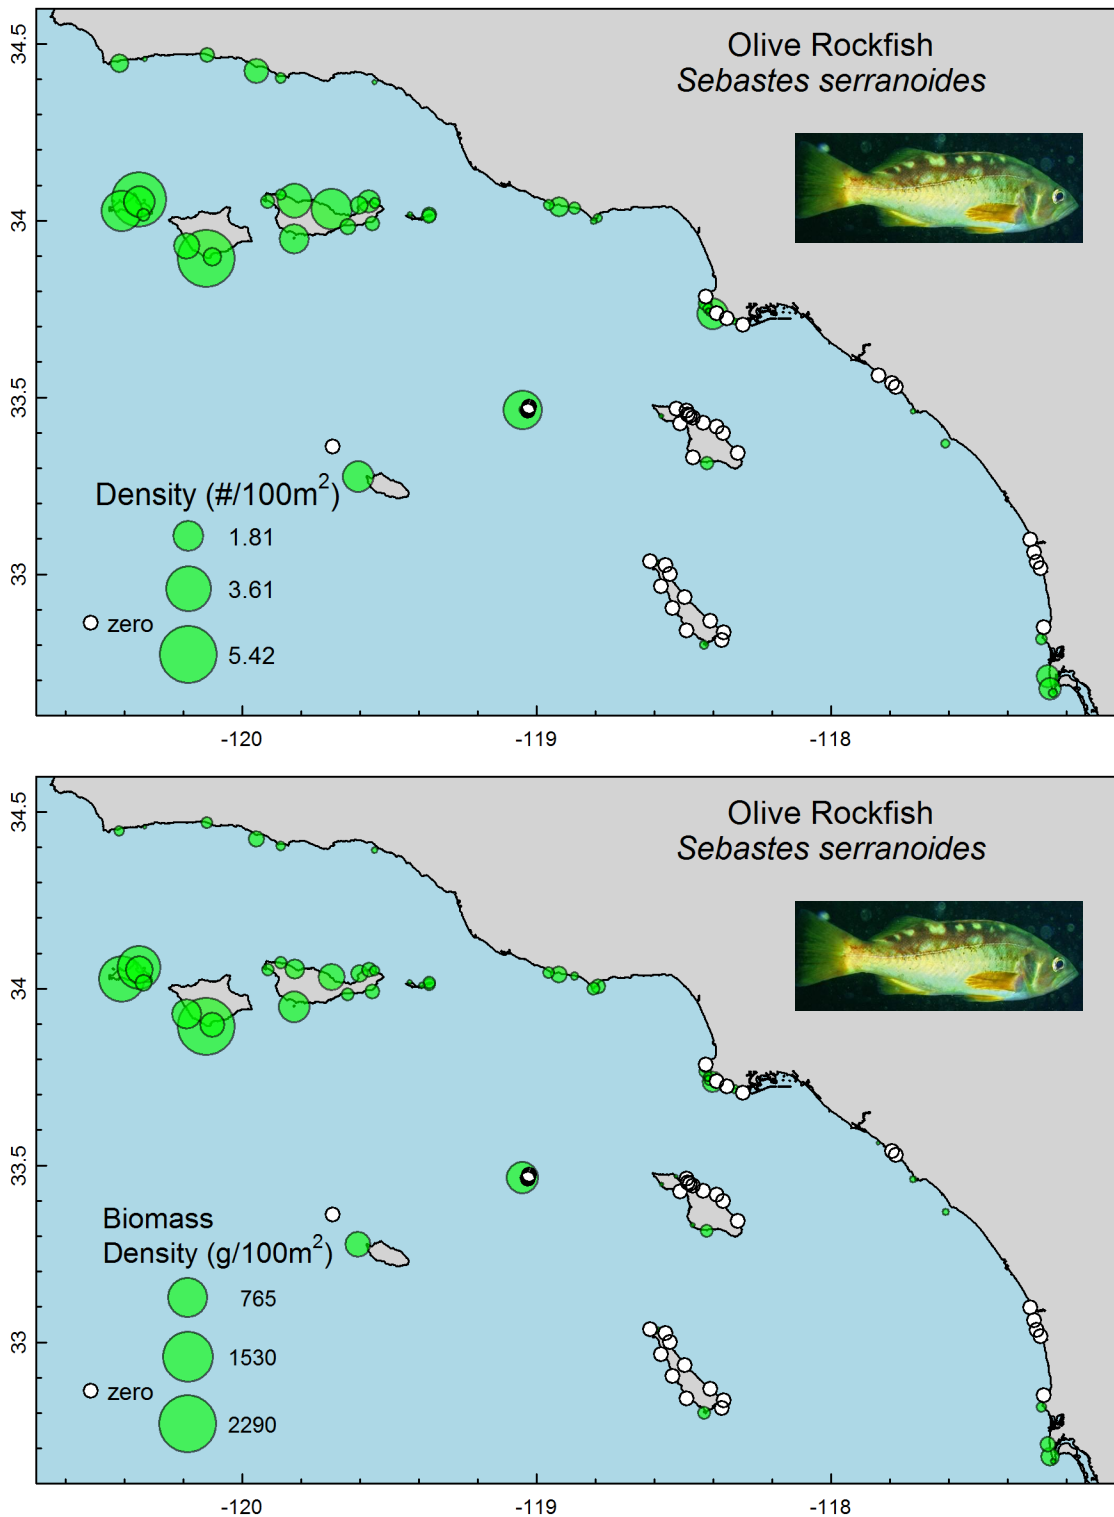 Olive Rockfish
Sebastes serranoides
34.5
34
33.5
33
Density (#/100m²)
1.81
3.61
zero
5.42
-120
-119
-118
Olive Rockfish
Sebastes serranoides
34.5
34
33.5
33
Biomass
Density (g/100m²)
765
1530
zero
2290
-120
-119
-118